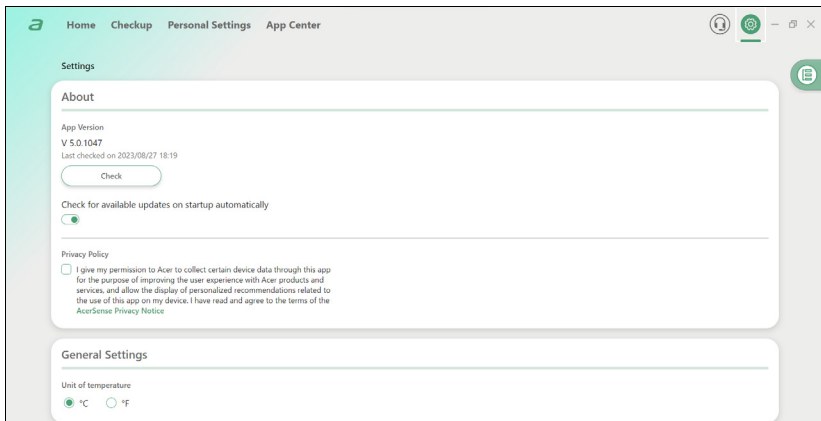 a Home Checkup Personal Settings App Center
Settings
About
App Version
V 5.0.1047
Last checked on 2023/08/27 18:19
Check
Check for available updates on startup automatically
Privacy Policy
I give my permission to Acer to collect certain device data through this app
for the purpose of improving the user experience with Acer products and
services, and allow the display of personalized recommendations related to
the use of this app on my device. I have read and agree to the terms of the
AcerSense Privacy Notice
General Settings
Unit of temperature
°C °F